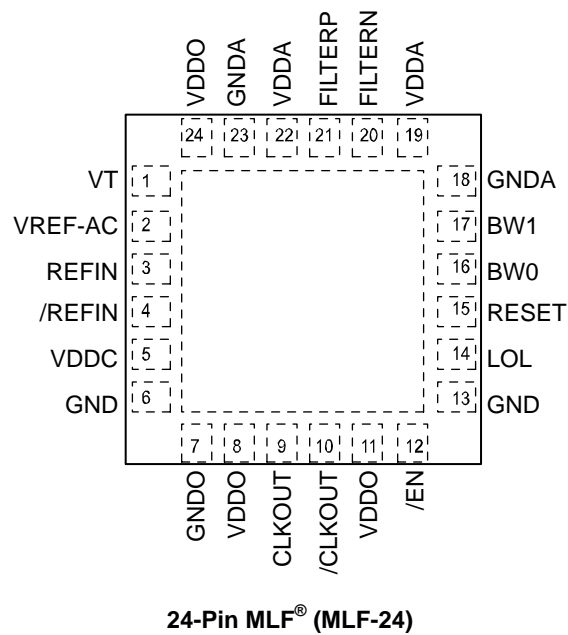 VDDO GNDA VDDA FILTERP FILTERN VDDA
24 23 22 21 20 19
VT 1 18 GNDA
VREF-AC 2 17 BW1
REFIN 3 16 BW0
/REFIN 4 15 RESET
VDDC 5 14 LOL
GND 6 13 GND
7 8 9 10 11 12
GNDO VDDO CLKOUT /CLKOUT VDDO /EN
24-Pin MLF® (MLF-24)